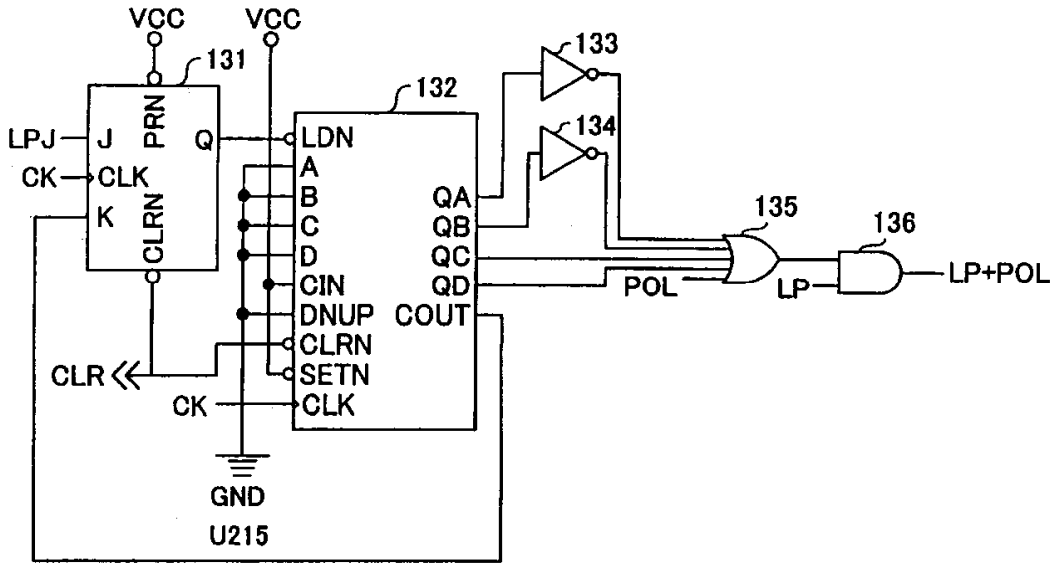 VCC VCC
131 133
132
134
LPJ J PRN Q LDN
CK CLK A
K CLRN B QA
C QB 135 136
D QC
CIN QD POL LP LP+POL
DNUP COUT
CLRN
CLR SETN
CK CLK
GND
U215